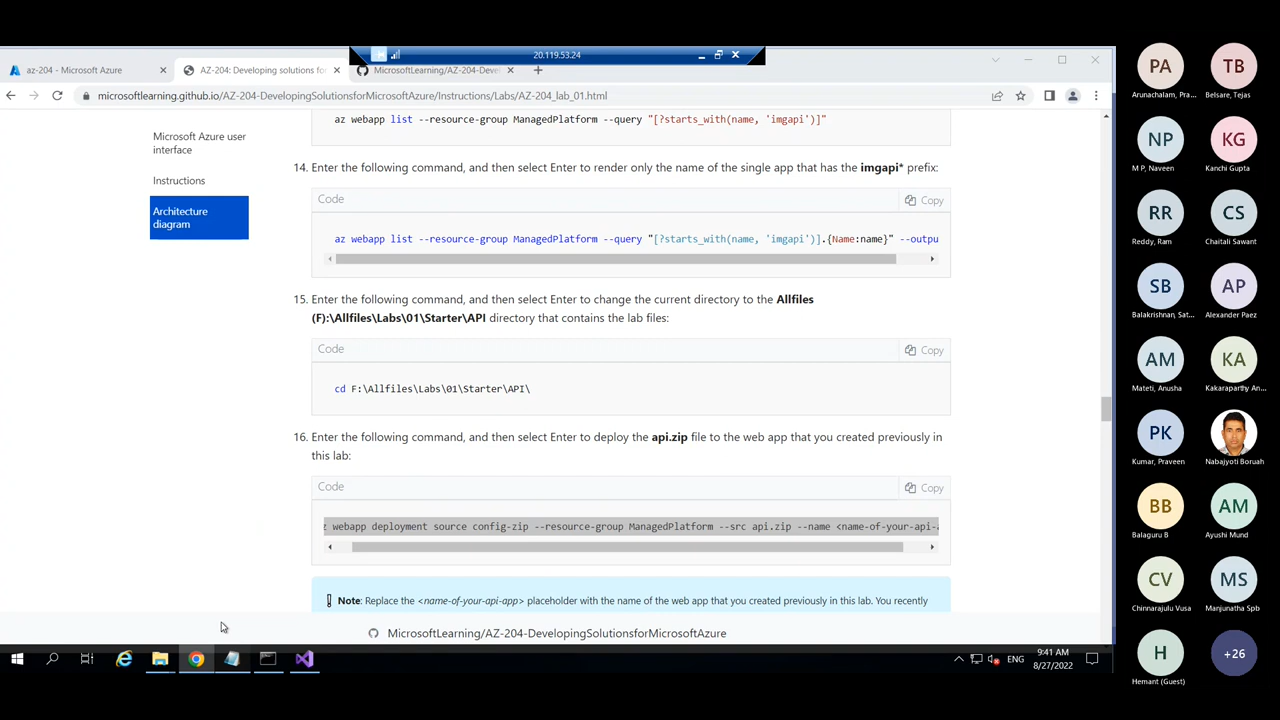 20.119.53.24
az-204 - Microsoft Azure
AZ-204: Developing solutions for
MicrosoftLearning/AZ-204-Deve
microsoftlearning.github.io/AZ-204-DevelopingSolutionsforMicrosoftAzure/Instructions/Labs/AZ-204_lab_01.html
Microsoft Azure user
interface
Instructions
Architecture
diagram
az webapp list --resource-group ManagedPlatform --query "[?starts_with(name, 'imgapi')]"
14. Enter the following command, and then select Enter to render only the name of the single app that has the imgapi* prefix:
Code
Copy
az webapp list --resource-group ManagedPlatform --query "[?starts_with(name, 'imgapi')].{Name:name}" --outpu
15. Enter the following command, and then select Enter to change the current directory to the Allfiles
(F):\Allfiles\Labs\01\Starter\API directory that contains the lab files:
Code
Copy
cd F:\Allfiles\Labs\01\Starter\API\
16. Enter the following command, and then select Enter to deploy the api.zip file to the web app that you created previously in
this lab:
Code
Copy
z webapp deployment source config-zip --resource-group ManagedPlatform --src api.zip --name <name-of-your-api-a
Note: Replace the <name-of-your-api-app> placeholder with the name of the web app that you created previously in this lab. You recently
MicrosoftLearning/AZ-204-DevelopingSolutionsforMicrosoftAzure
ENG
9:41 AM
8/27/2022
PA
Arunachalam, Pra...
TB
Belsare, Tejas
NP
M P, Naveen
KG
Kanchi Gupta
RR
Reddy, Ram
CS
Chaitali Sawant
SB
Balakrishnan, Sat...
AP
Alexander Paez
AM
Mateti, Anusha
KA
Kakaraparthy An...
PK
Kumar, Praveen
Nabajyoti Boruah
BB
Balaguru B
AM
Ayushi Mund
CV
Chinnarajulu Vusa
MS
Manjunatha Spb
H
Hemant (Guest)
+26